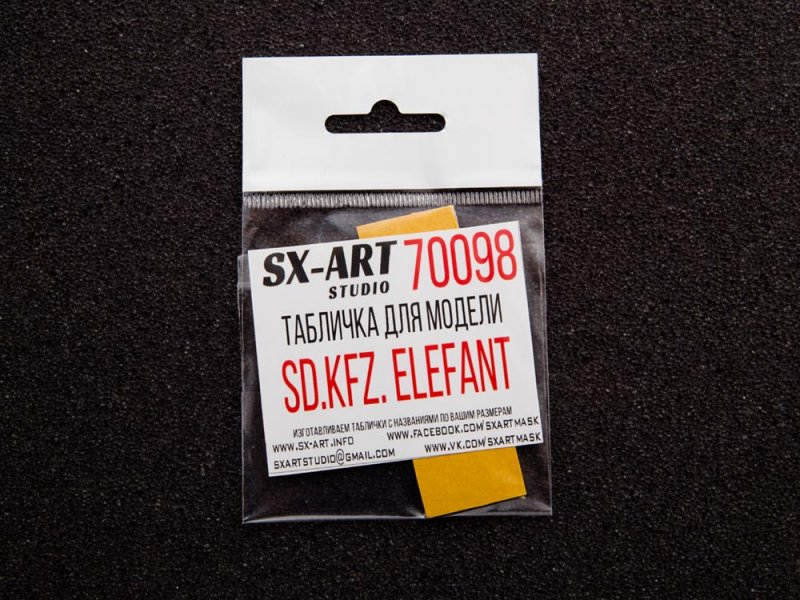 SX-ART 70098
STUDIO
ТАБЛИЧКА ДЛЯ МОДЕЛИ
SD.KFZ. ELEFANT
ИЗГОТАВЛИВАЕМ ТАБЛИЧКИ С НАЗВАНИЯМИ ПО ВАШИМ РАЗМЕРАМ
WWW.SX-ART.INFO WWW.FACEBOOK.COM/SXARTMASK
SXARTSTUDIO@GMAIL.COM WWW.VK.COM/SXARTMASK